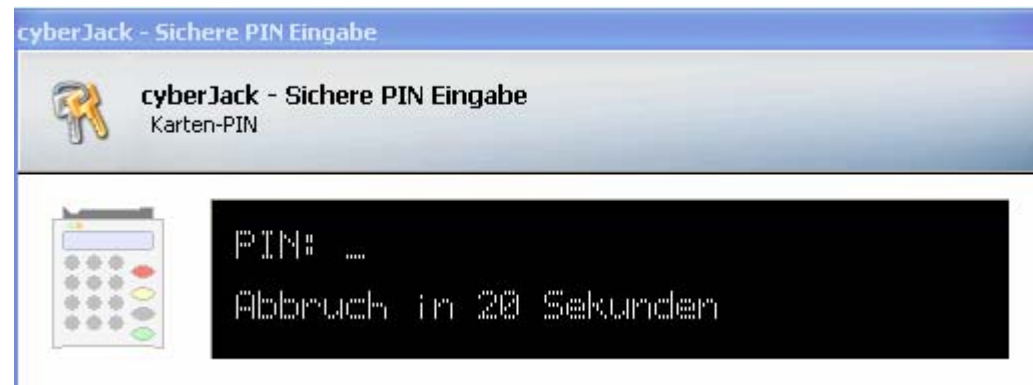 cyberJack - Sichere PIN Eingabe
cyberJack - Sichere PIN Eingabe
Karten-PIN
PIN: _
Abbruch in 20 Sekunden